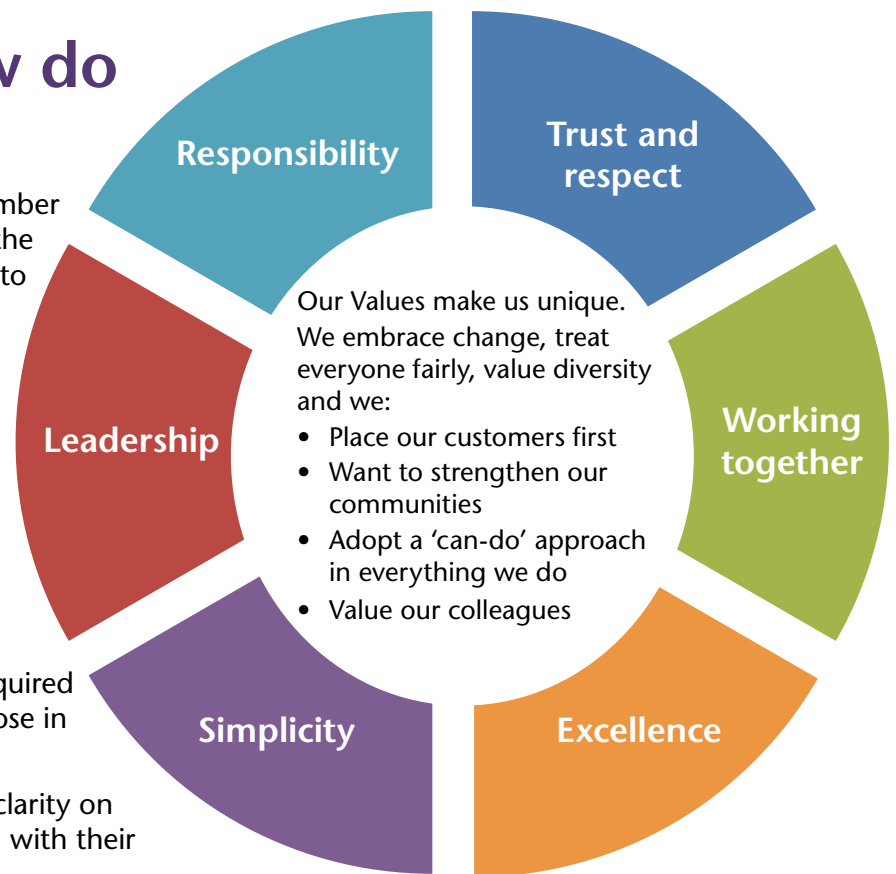 w do
mber
the
to
quired
ose in
clarity on
with their
Responsibility
Trust and
respect
Leadership
Working
together
Simplicity
Excellence
Our Values make us unique.
We embrace change, treat
everyone fairly, value diversity
and we:
• Place our customers first
• Want to strengthen our
communities
• Adopt a ‘can-do’ approach
in everything we do
• Value our colleagues